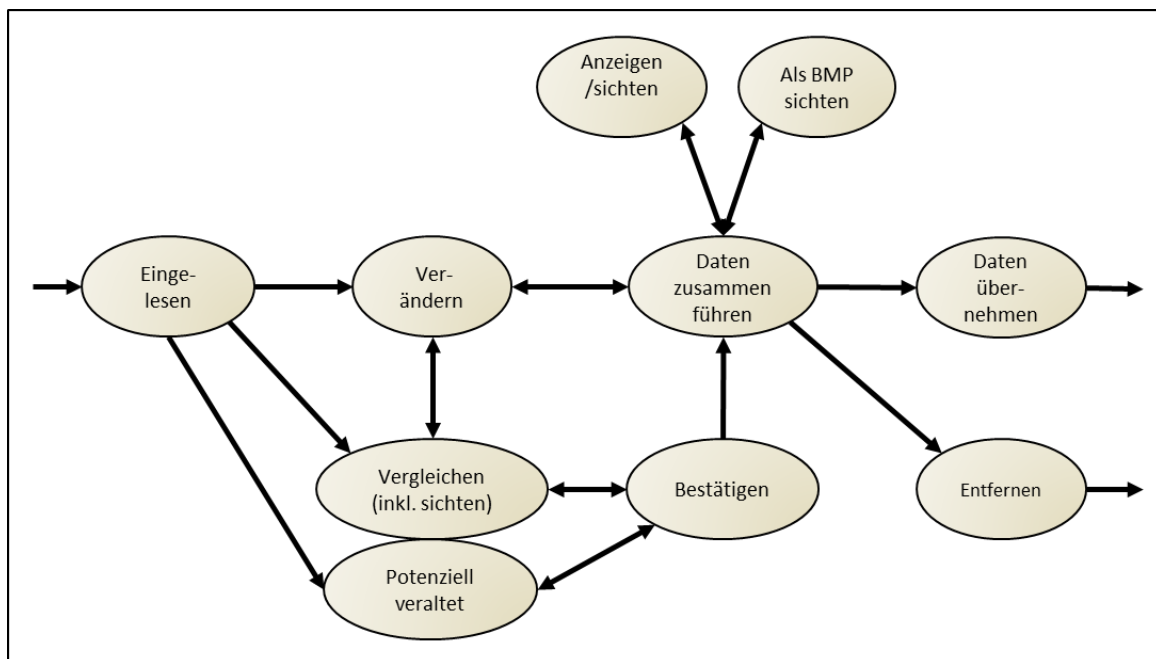 Anzeigen
/sichten
Als BMP
sichten
Einge-
lesen
Ver-
ändern
Daten
zusammen
führen
Daten
über-
nehmen
Vergleichen
(inkl. sichten)
Bestätigen
Entfernen
Potenziell
veraltet